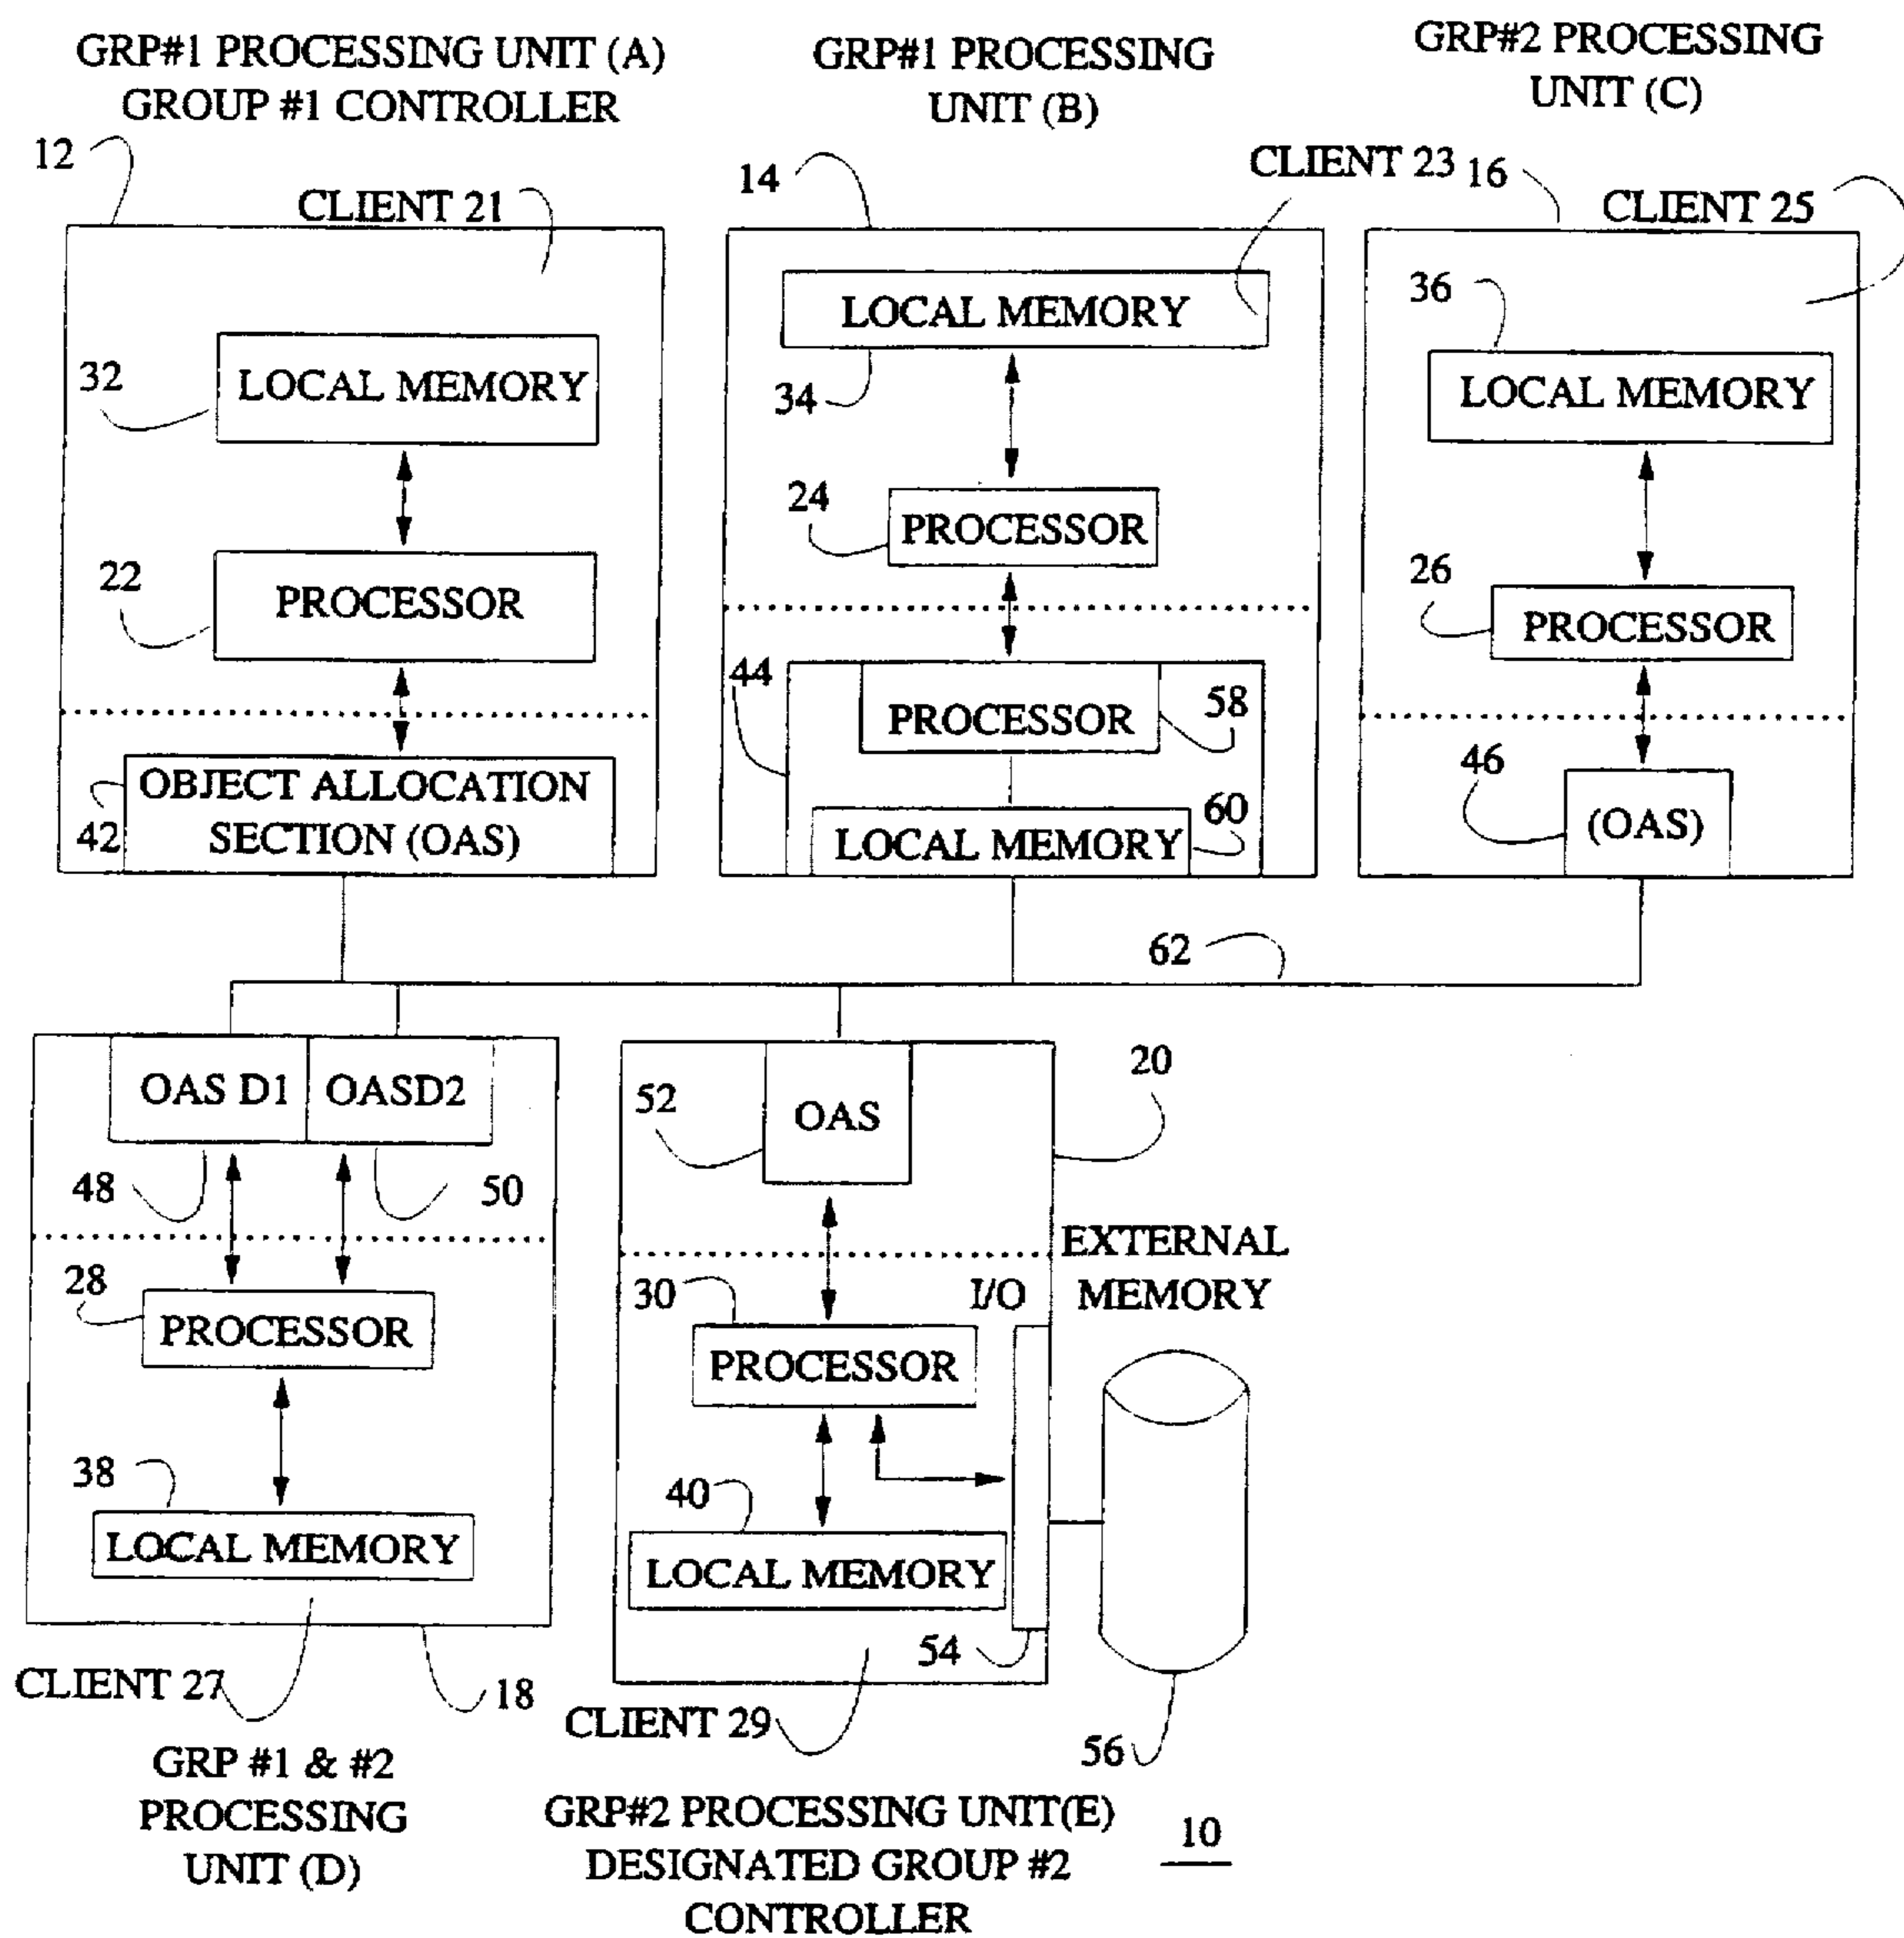 GRP#1 PROCESSING UNIT (A)
GROUP #1 CONTROLLER
12
CLIENT 21
32
LOCAL MEMORY
22
PROCESSOR
OBJECT ALLOCATION
SECTION (OAS)
42
GRP#1 PROCESSING
UNIT (B)
14
CLIENT 23
LOCAL MEMORY
34
24
PROCESSOR
44
PROCESSOR
58
LOCAL MEMORY
60
GRP#2 PROCESSING
UNIT (C)
16
CLIENT 25
36
LOCAL MEMORY
26
PROCESSOR
46
(OAS)
62
OAS D1
OASD2
48
50
28
PROCESSOR
38
LOCAL MEMORY
CLIENT 27
18
GRP #1 & #2
PROCESSING
UNIT (D)
52
OAS
20
EXTERNAL
MEMORY
30
I/O
PROCESSOR
40
LOCAL MEMORY
54
CLIENT 29
56
GRP#2 PROCESSING UNIT(E)
DESIGNATED GROUP #2
CONTROLLER
10